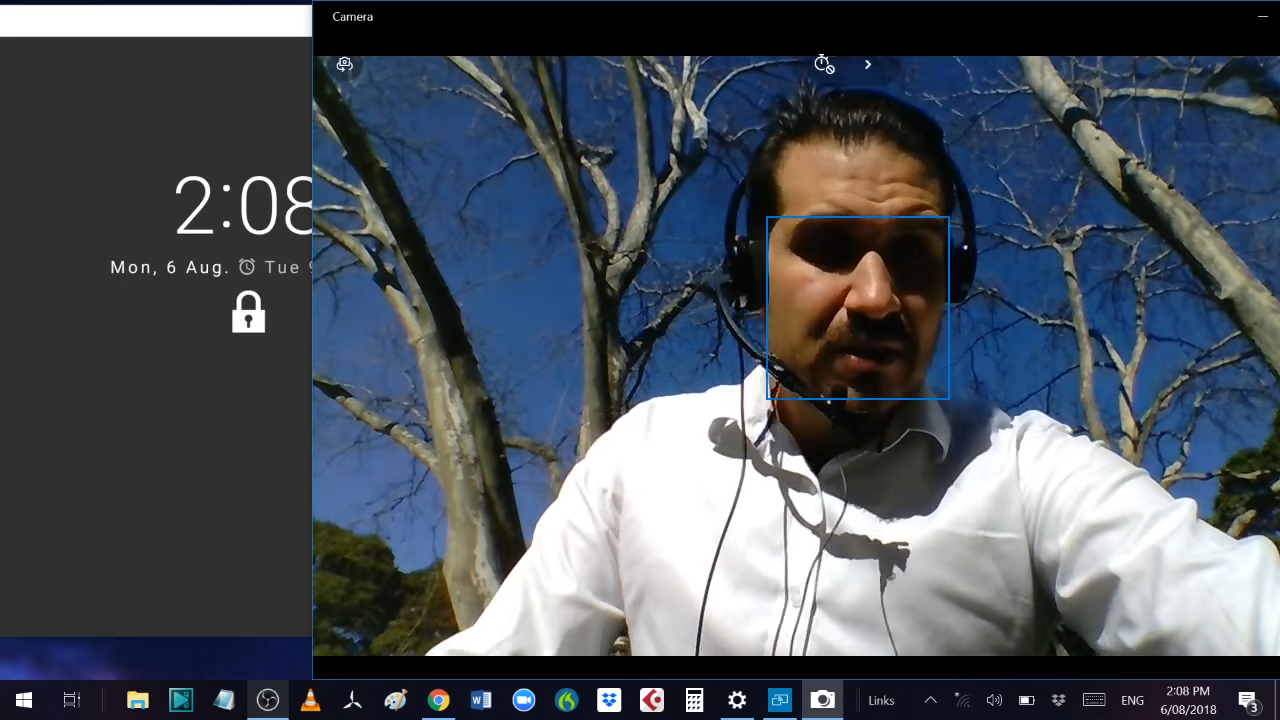 Camera
2:08
Mon, 6 Aug. Tue
Links
ENG
2:08 PM
6/08/2018
3